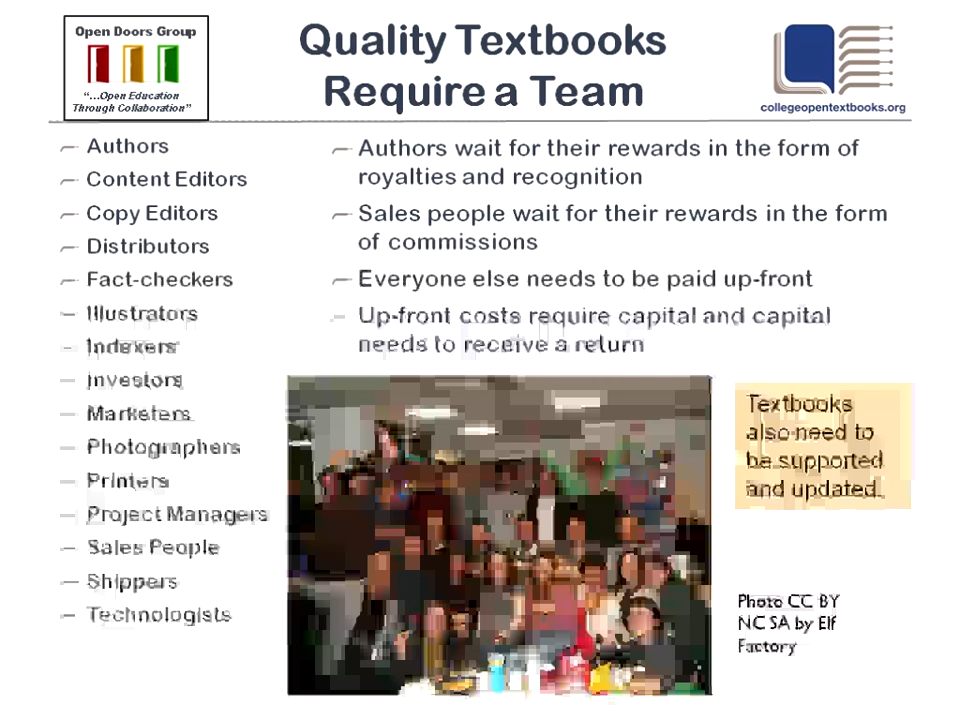 Open Doors Group
"...Open Education
Through Collaboration"
Quality Textbooks
Require a Team
collegeopentextbooks.org
Authors
Content Editors
Copy Editors
Distributors
Fact-checkers
Illustrators
Indexers
Investors
Marketers
Photographers
Printers
Project Managers
Sales People
Shippers
Technologists
Authors wait for their rewards in the form of
royalties and recognition
Sales people wait for their rewards in the form
of commissions
Everyone else needs to be paid up-front
Up-front costs require capital and capital
needs to receive a return
Textbooks
also need to
be supported
and updated.
Photo CC BY
NC SA by Elf
Factory